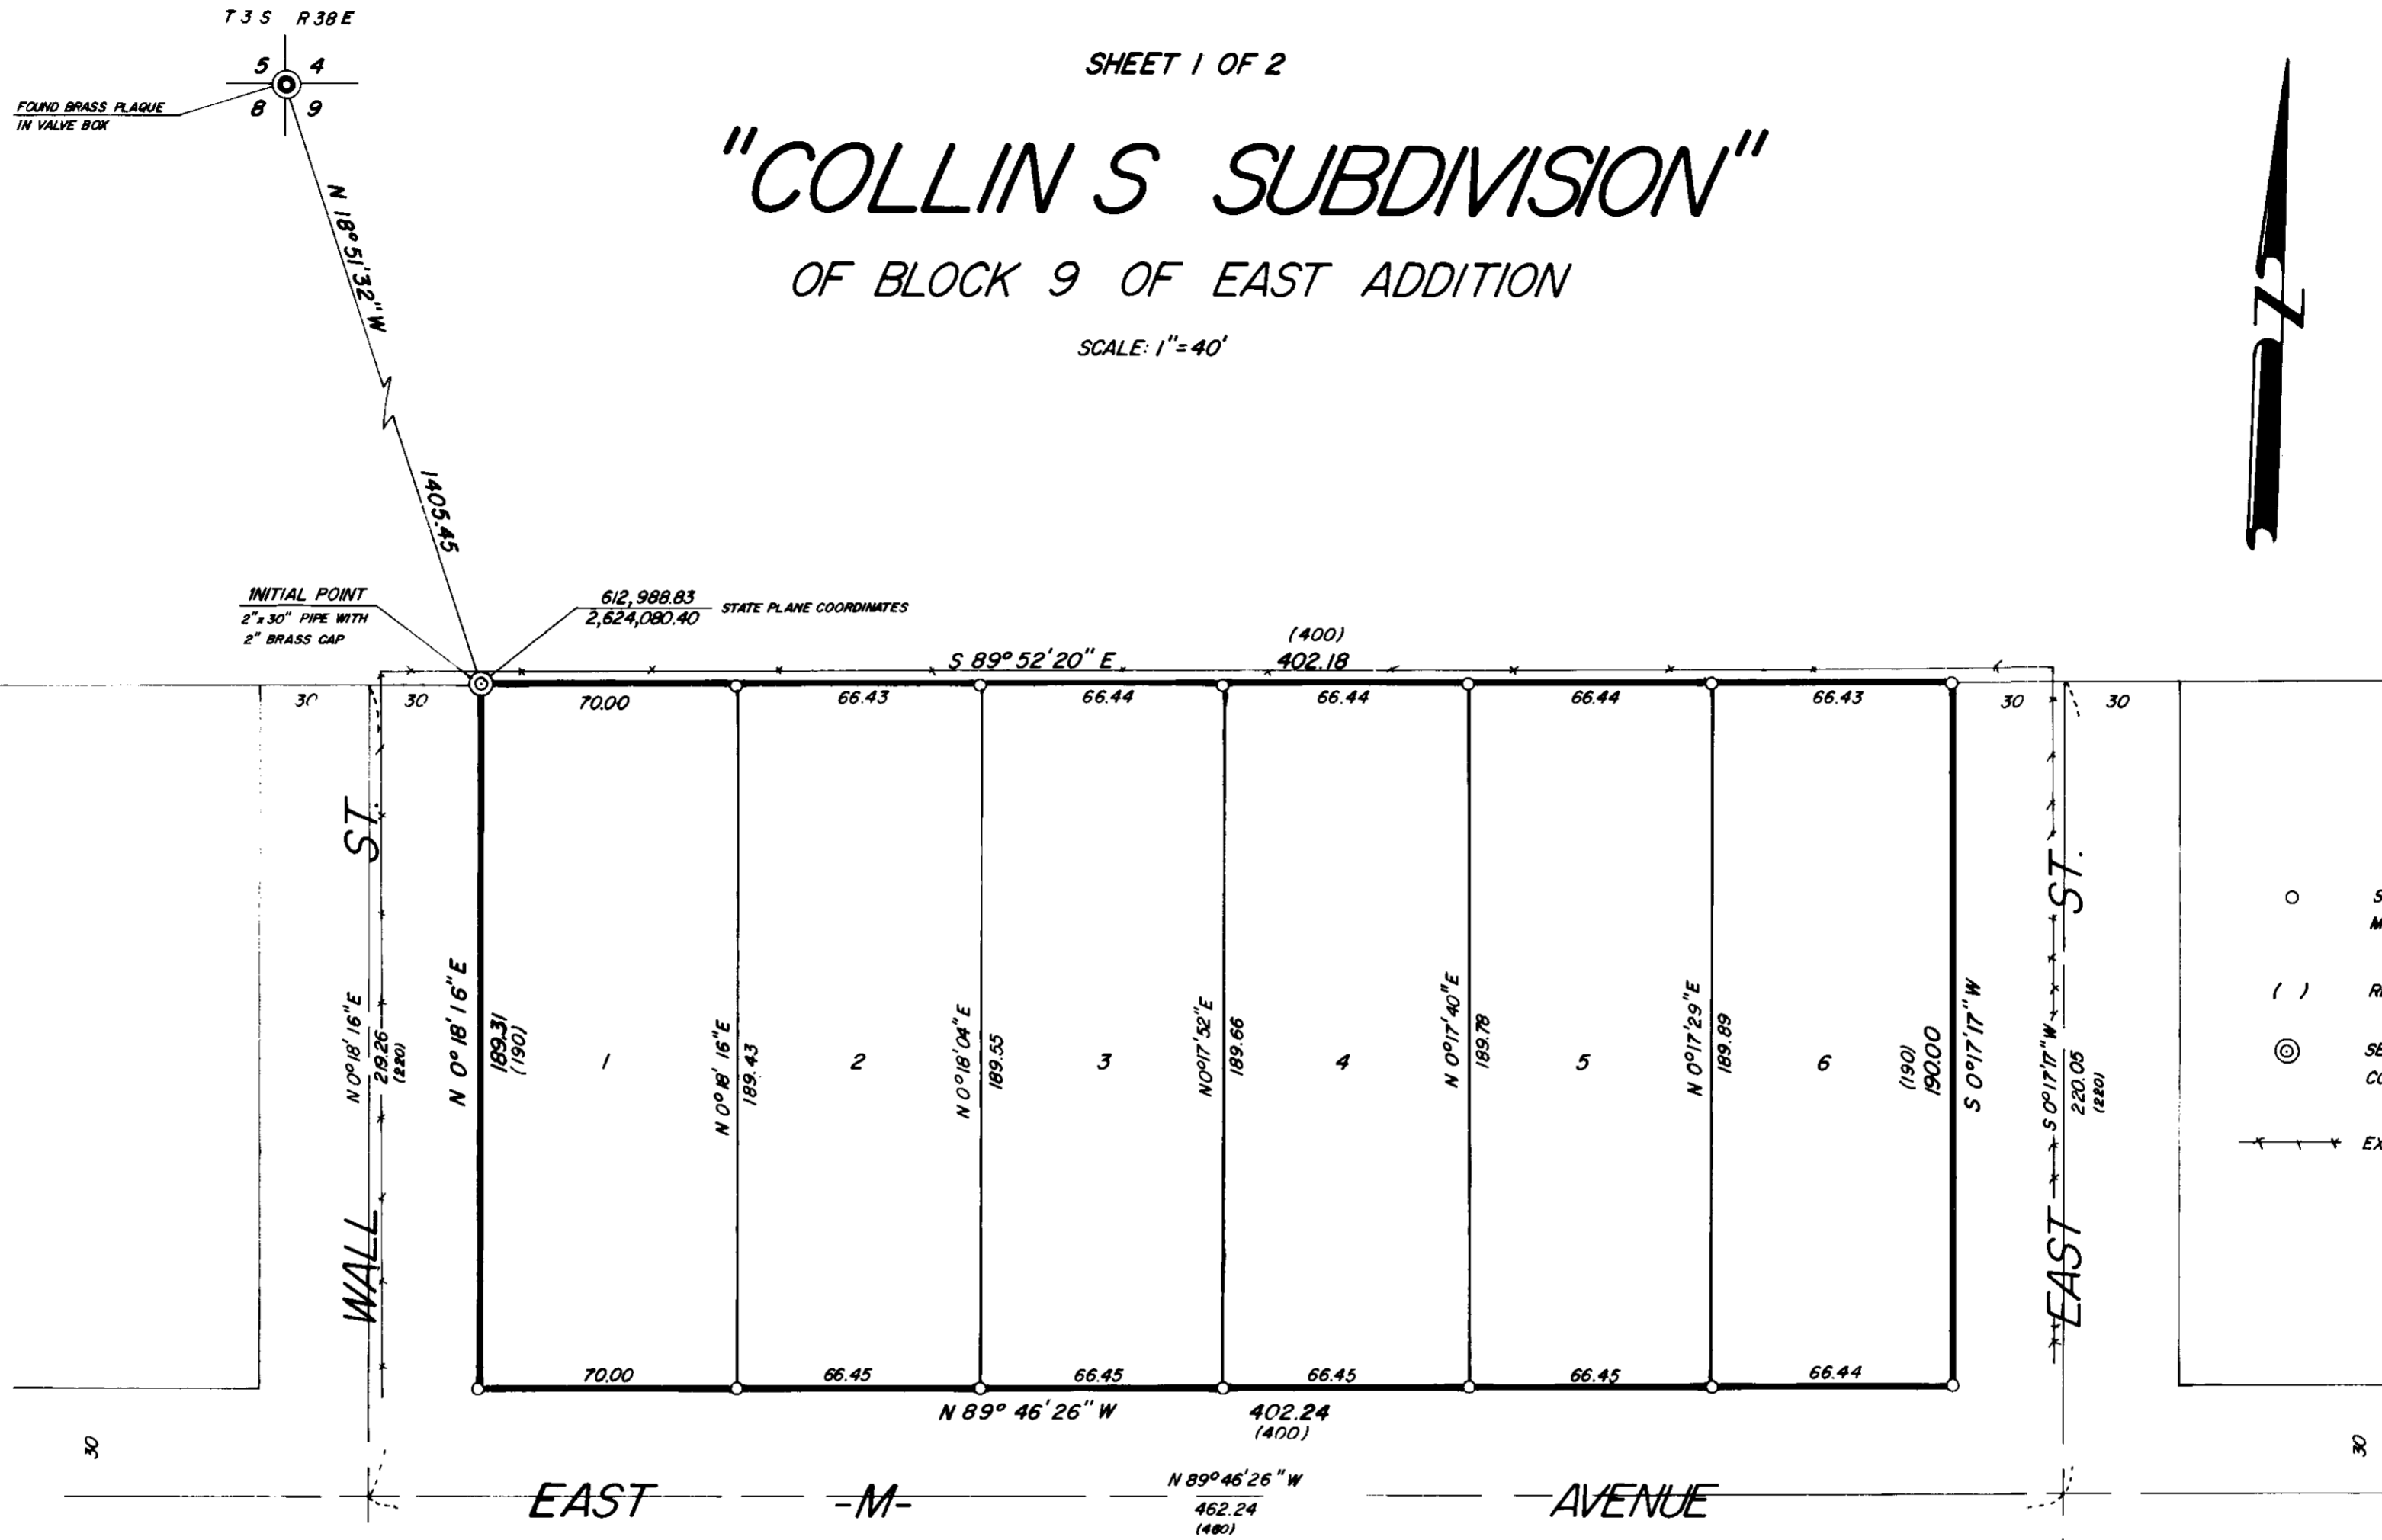 T 3 S R 38 E
5 4
8 9
FOUND BRASS PLAQUE
IN VALVE BOX
SHEET 1 OF 2
"COLLIN S SUBDIVISION"
OF BLOCK 9 OF EAST ADDITION
SCALE: 1"=40'
N
N 18° 51' 32" W
1405.45
INITIAL POINT
2"x 30" PIPE WITH
2" BRASS CAP
612,988.83
2,624,080.40
STATE PLANE COORDINATES
(400)
S 89° 52' 20" E 402.18
30 30 70.00 66.43 66.44 66.44 66.44 66.43 30 30
WALL ST.
N 0° 18' 16" E
219.26
(220)
N 0° 18' 16" E
189.31
(190)
1
N 0° 18' 16" E
189.43
2
N 0° 18' 04" E
189.55
3
N 0° 17' 52" E
189.66
4
N 0° 17' 40" E
189.78
5
N 0° 17' 29" E
189.89
6
(190)
190.00
S 0° 17' 17" W
EAST ST.
S 0° 17' 17" W
220.05
(220)
S
M
( ) R
SE
CO
EX
70.00 66.45 66.45 66.45 66.45 66.44
N 89° 46' 26" W 402.24
(400)
30 30
EAST -M- AVENUE
N 89° 46' 26" W
462.24
(460)